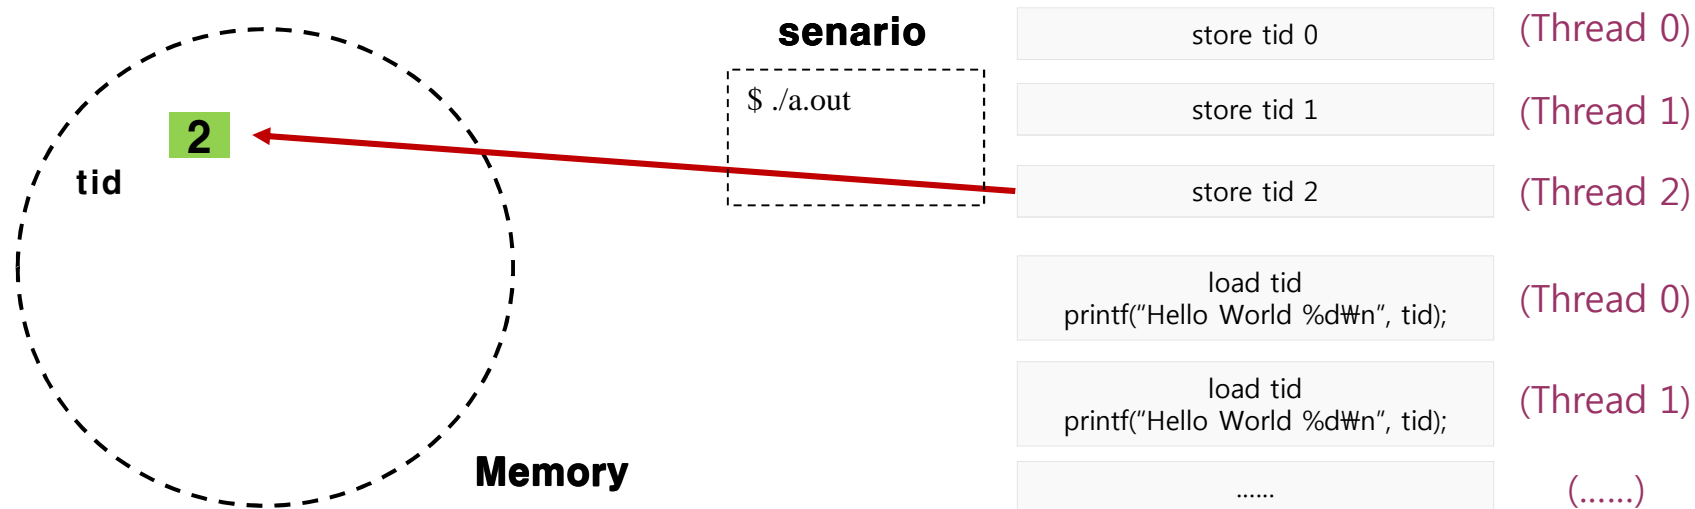 senario
$ ./a.out
2
tid
Memory
store tid 0
(Thread 0)
store tid 1
(Thread 1)
store tid 2
(Thread 2)
load tid
printf("Hello World %d₩n", tid);
(Thread 0)
load tid
printf("Hello World %d₩n", tid);
(Thread 1)
......
(......)